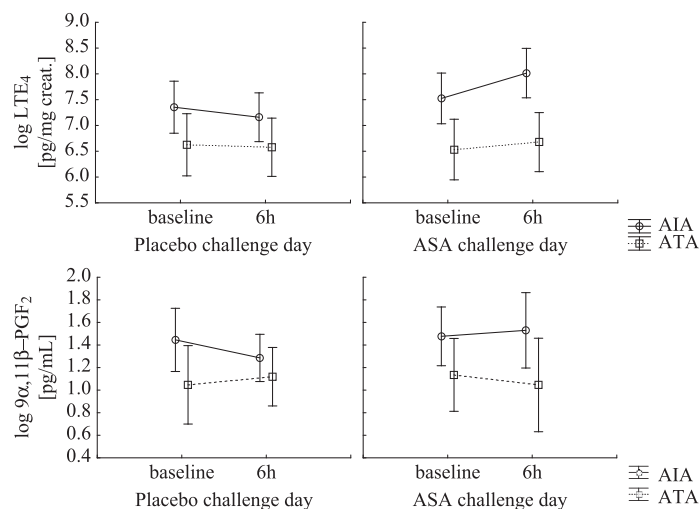 log LTE4
[pg/mg creat.]
9.0
8.5
8.0
7.5
7.0
6.5
6.0
5.5
baseline 6h
Placebo challenge day
baseline 6h
ASA challenge day
AIA
ATA
log 9α,11β–PGF2
[pg/mL]
2.0
1.8
1.6
1.4
1.2
1.0
0.8
0.6
0.4
baseline 6h
Placebo challenge day
baseline 6h
ASA challenge day
AIA
ATA